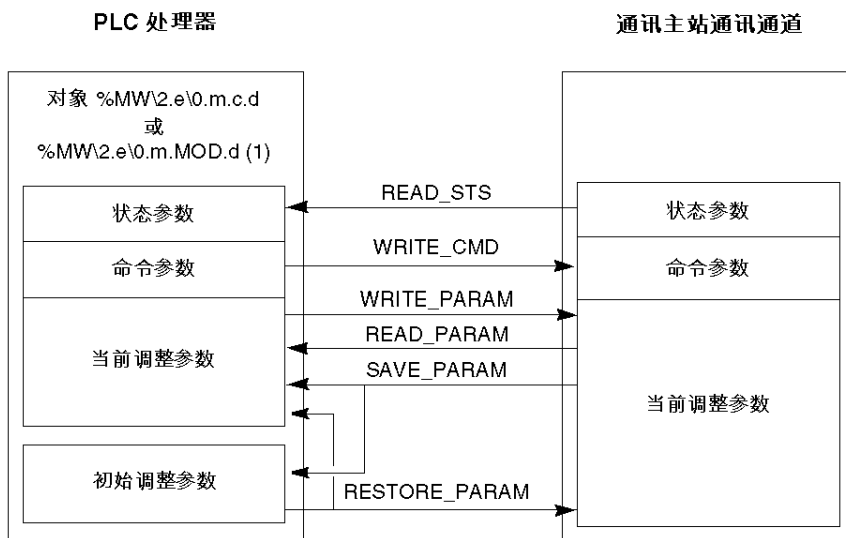 PLC 处理器
通讯主站通讯通道
对象 %MW\2.e\0.m.c.d
或
%MW\2.e\0.m.MOD.d (1)
状态参数
READ_STS
状态参数
命令参数
WRITE_CMD
命令参数
WRITE_PARAM
READ_PARAM
当前调整参数
SAVE_PARAM
当前调整参数
初始调整参数
RESTORE_PARAM